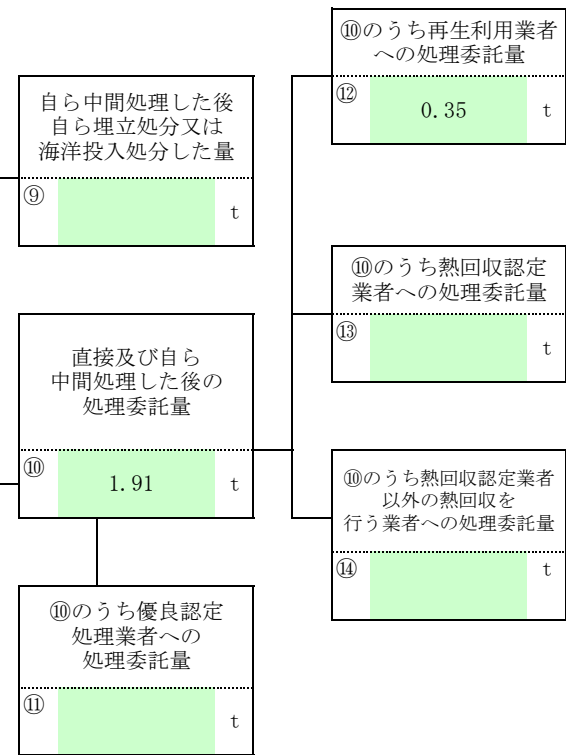 ⑩のうち再生利用業者
への処理委託量
⑫ 0.35 t
自ら中間処理した後
自ら埋立処分又は
海洋投入処分した量
⑨ t
⑩のうち熱回収認定
業者への処理委託量
⑬ t
直接及び自ら
中間処理した後の
処理委託量
⑩ 1.91 t
⑩のうち熱回収認定業者
以外の熱回収を
行う業者への処理委託量
⑭ t
⑩のうち優良認定
処理業者への
処理委託量
⑪ t